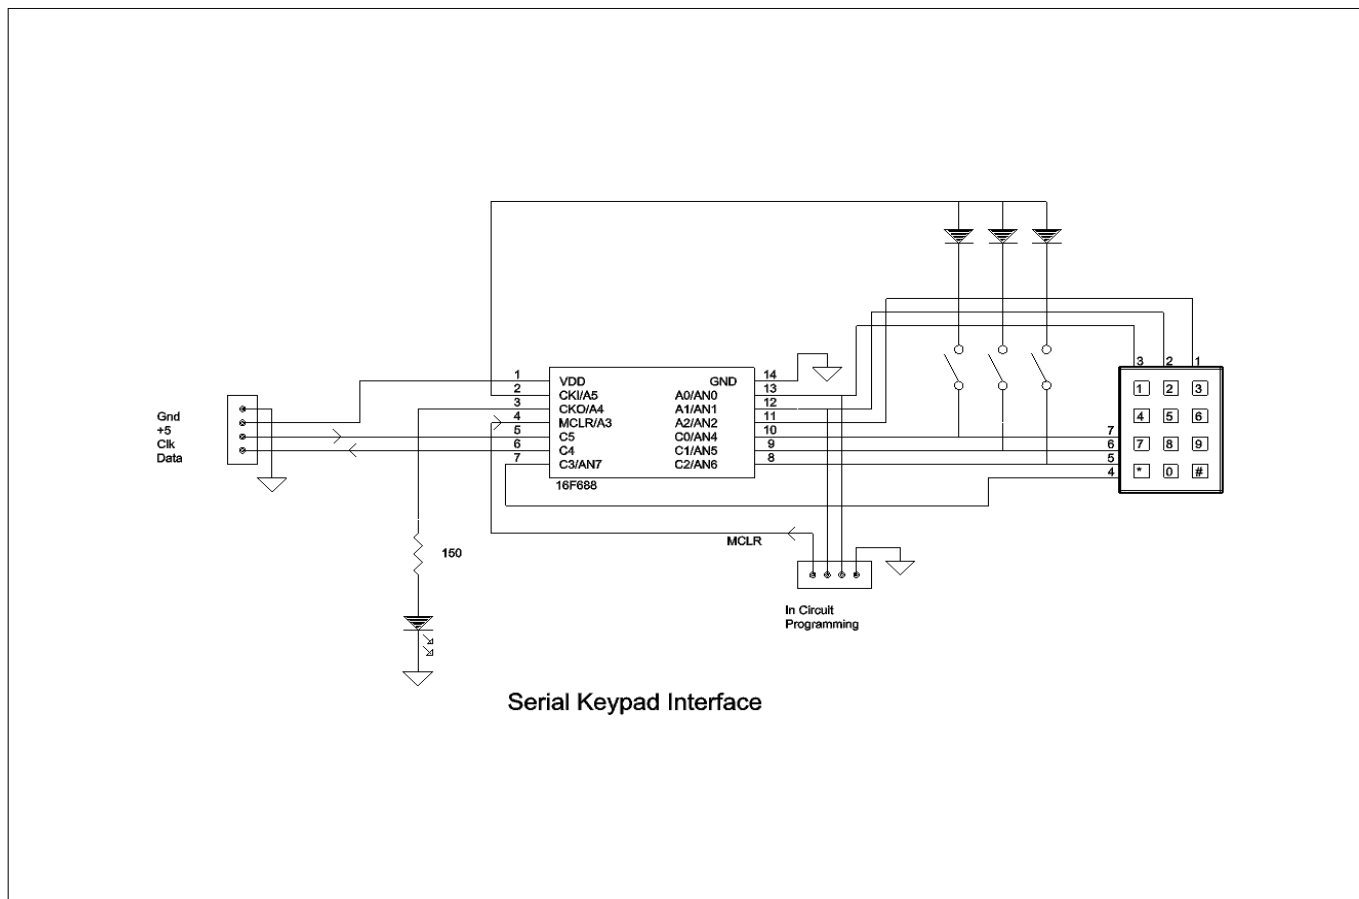 Gnd
+5
Clk
Data
1
2
3
4
5
6
7
VDD
CKI/A5
CKO/A4
MCLR/A3
C5
C4
C3/AN7
GND
A0/AN0
A1/AN1
A2/AN2
C0/AN4
C1/AN5
C2/AN6
14
13
12
11
10
9
8
16F688
3 2 1
7
6
5
4
1 2 3
4 5 6
7 8 9
* 0 #
150
MCLR
In Circuit
Programming
Serial Keypad Interface